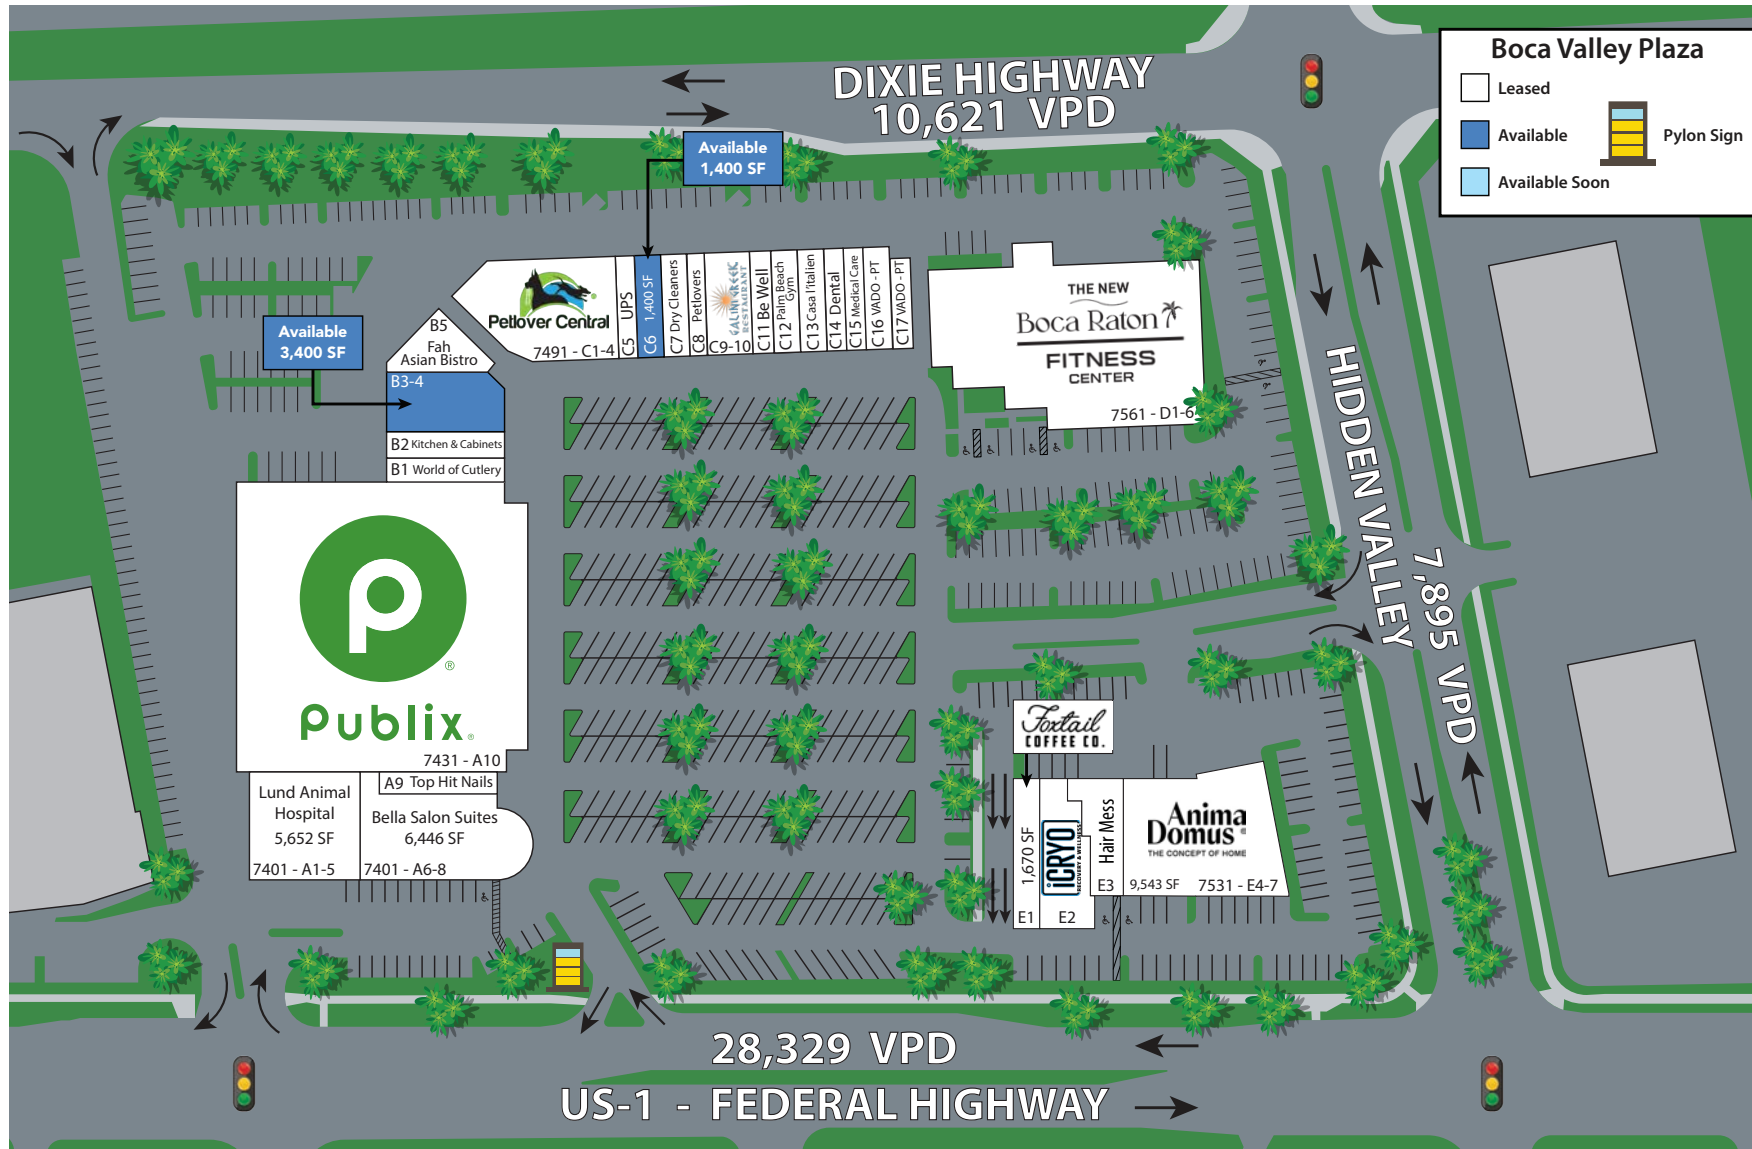 DIXIE HIGHWAY
10,621 VPD
Boca Valley Plaza
Leased
Available
Pylon Sign
Available Soon
Available
1,400 SF
Available
3,400 SF
Petlover Central
7491 - C1-4
C5 UPS
C6 1,400 SF
C7 Dry Cleaners
C8 Petlovers
GREEK
RESTAURANT
C9-10
C11 Be Well
C12 Palm Beach
Gym
C13 Casa l'italien
C14 Dental
C15 Medical Care
C16 VADO - PT
C17 VADO - PT
THE NEW
Boca Raton
FITNESS
CENTER
7561 - D1-6
B5
Fah
Asian Bistro
B3-4
B2 Kitchen & Cabinets
B1 World of Cutlery
Publix®
®
7431 - A10
A9 Top Hit Nails
Lund Animal
Hospital
5,652 SF
7401 - A1-5
Bella Salon Suites
6,446 SF
7401 - A6-8
HIDDEN VALLEY
7,895 VPD
Foxtail
COFFEE CO.
1,670 SF
E1
iCRYO
RECOVERY & WELLNESS
E2
Hair Mess
E3
Anima
Domus
THE CONCEPT OF HOME
9,543 SF
7531 - E4-7
28,329 VPD
US-1 - FEDERAL HIGHWAY